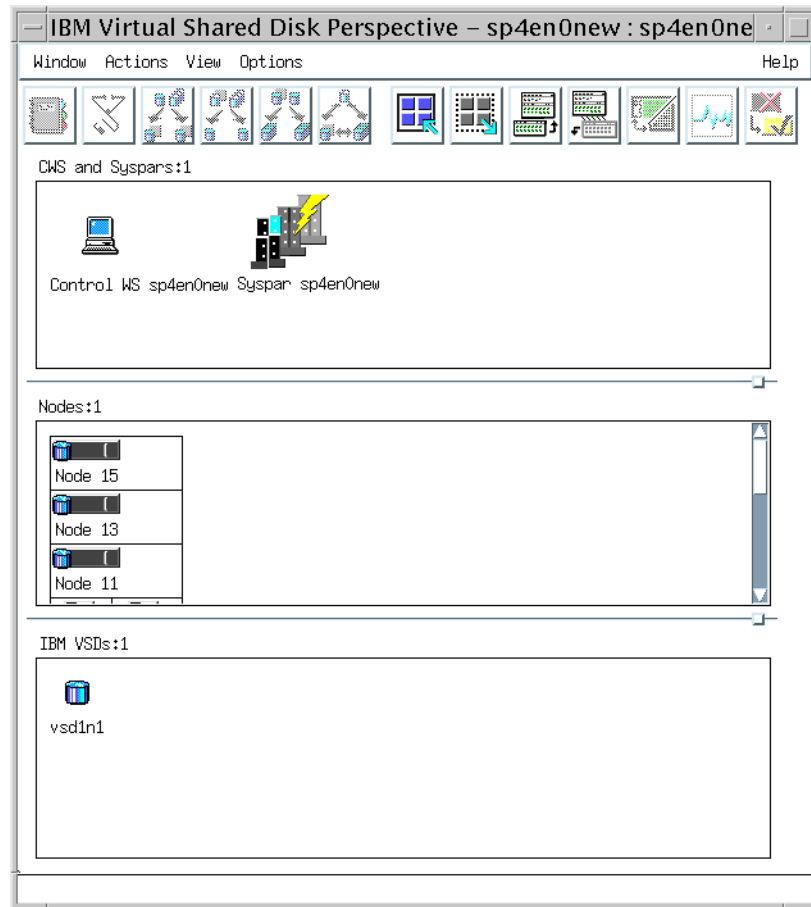 IBM Virtual Shared Disk Perspective – sp4en0new : sp4en0ne
Window Actions View Options Help
CWS and Syspars:1
Control WS sp4en0new Syspar sp4en0new
Nodes:1
Node 15
Node 13
Node 11
IBM VSDs:1
vsd1n1